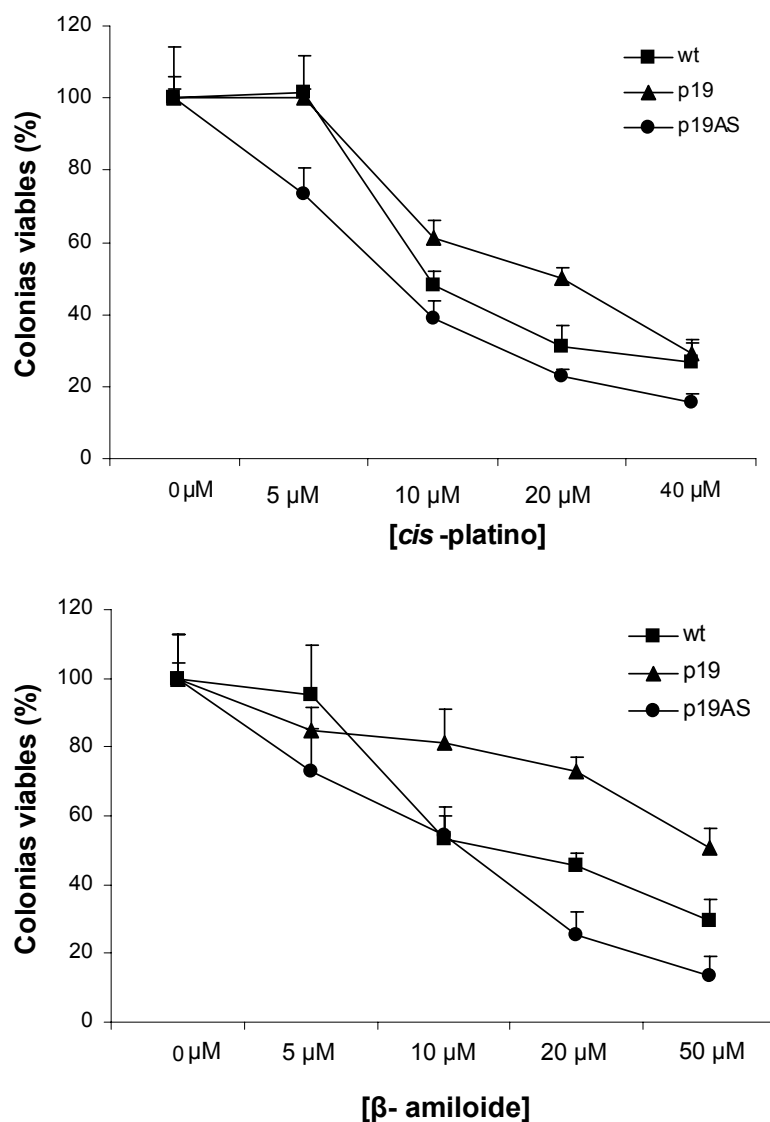 120
100
80
60
40
20
0
Colonias viables (%)
wt
p19
p19AS
0 µM
5 µM
10 µM
20 µM
40 µM
[cis -platino]
120
100
80
60
40
20
0
Colonias viables (%)
wt
p19
p19AS
0 µM
5 µM
10 µM
20 µM
50 µM
[β- amiloide]